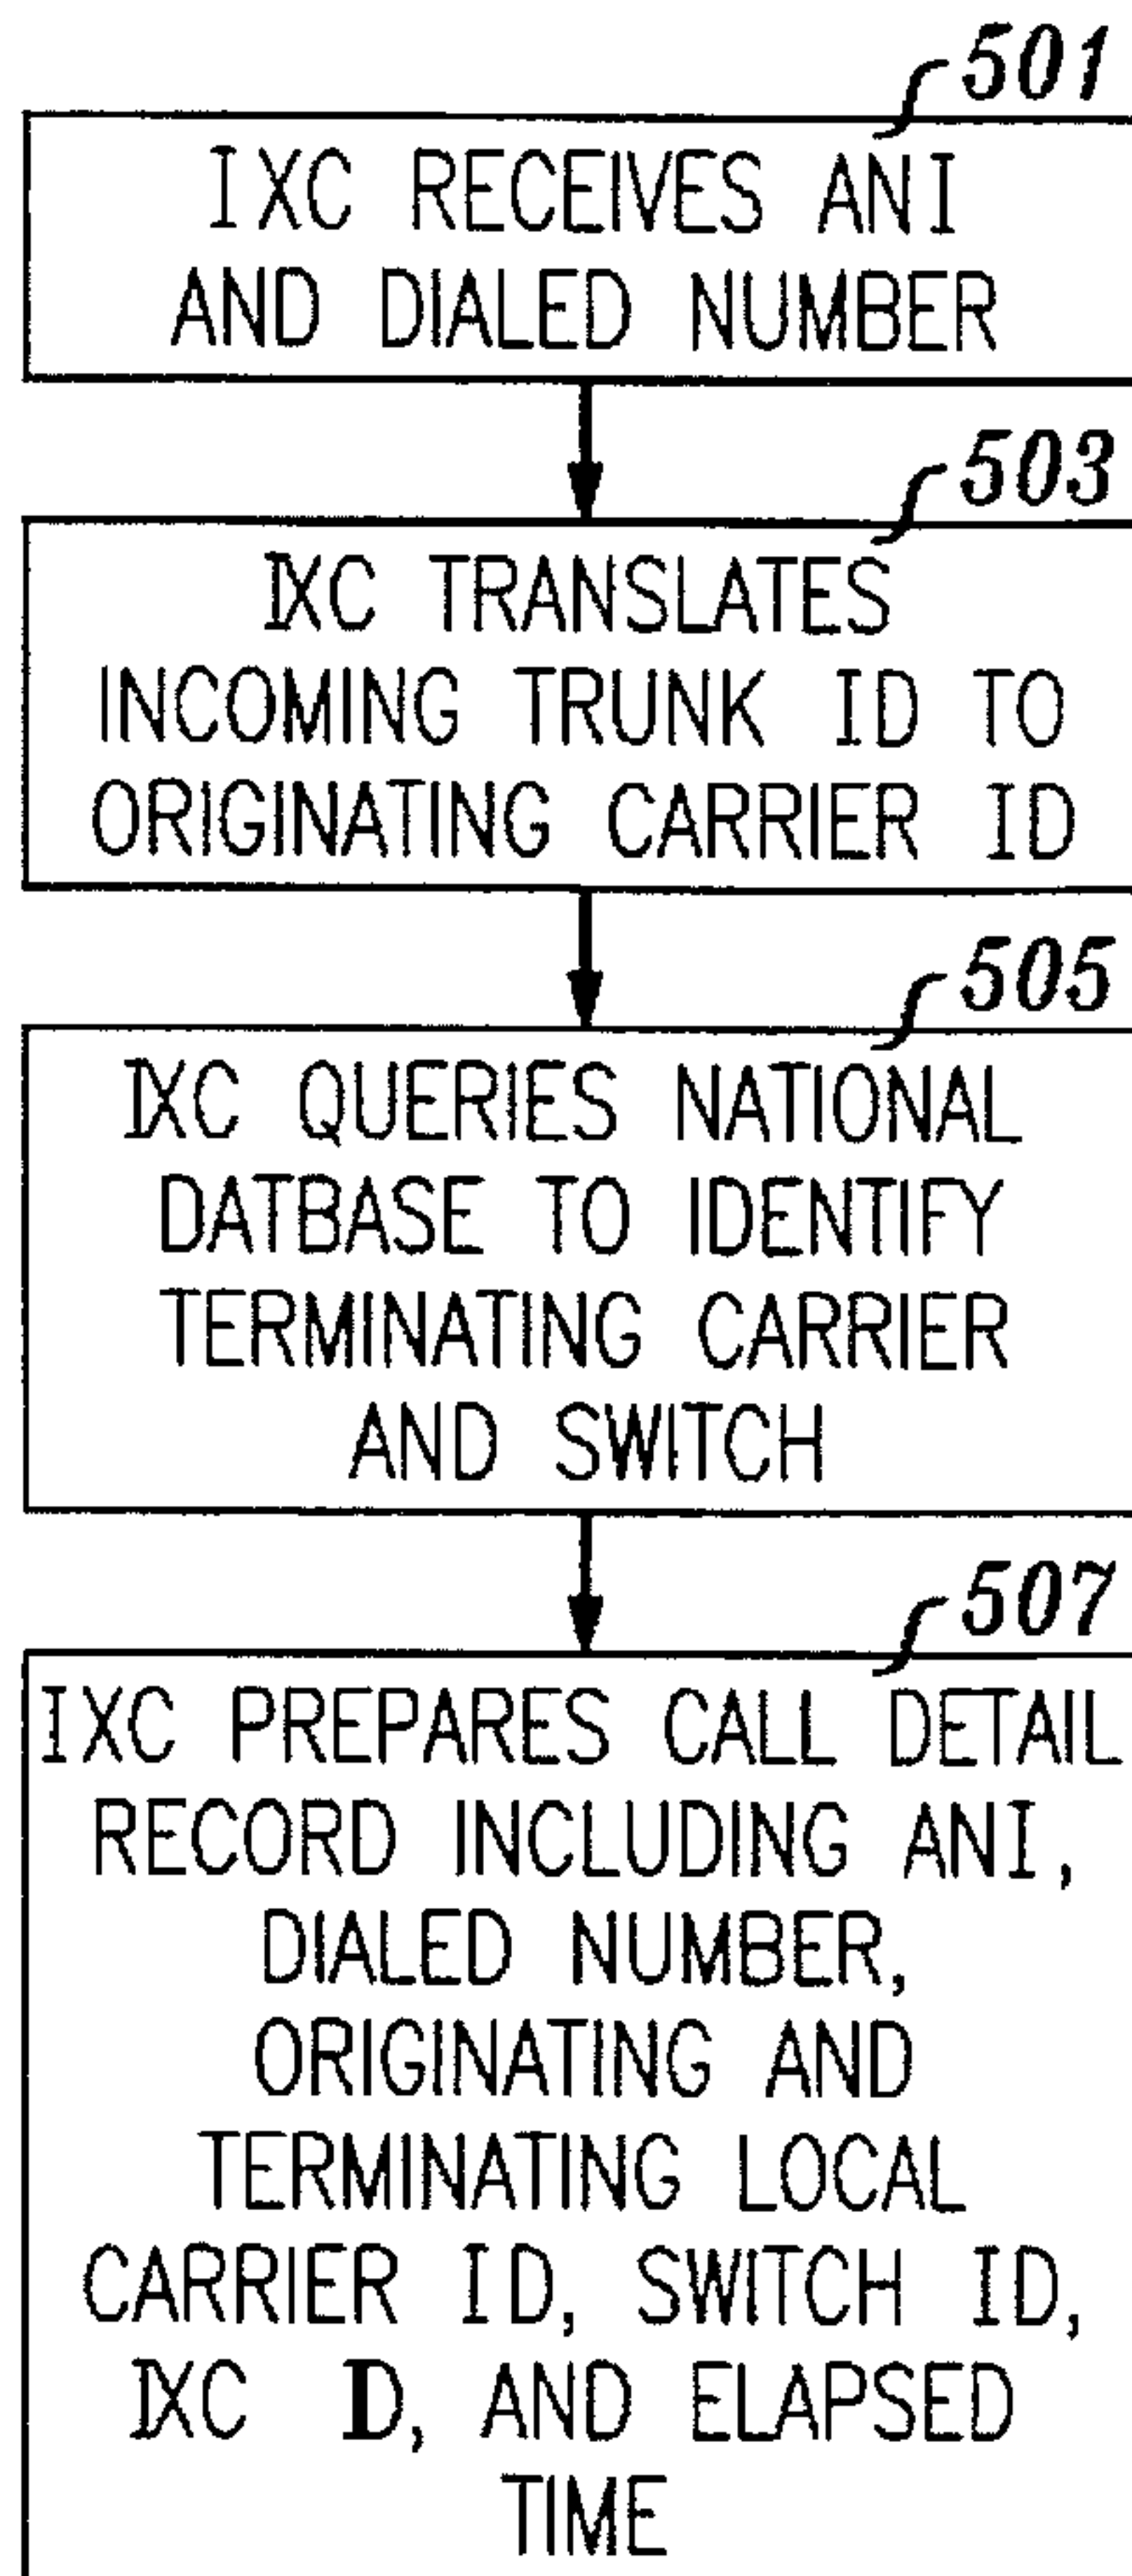 501
IXC RECEIVES ANI
AND DIALED NUMBER
503
IXC TRANSLATES
INCOMING TRUNK ID TO
ORIGINATING CARRIER ID
505
IXC QUERIES NATIONAL
DATBASE TO IDENTIFY
TERMINATING CARRIER
AND SWITCH
507
IXC PREPARES CALL DETAIL
RECORD INCLUDING ANI,
DIALED NUMBER,
ORIGINATING AND
TERMINATING LOCAL
CARRIER ID, SWITCH ID,
IXC ID, AND ELAPSED
TIME